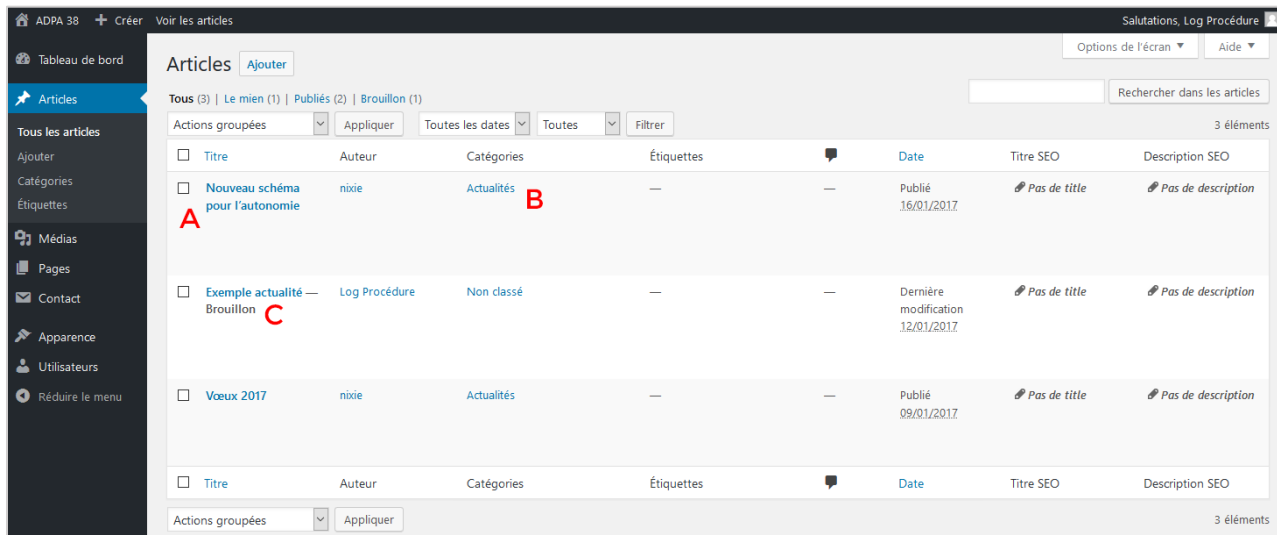 ADPA 38 Créer Voir les articles Salutations, Log Procédure
Options de l'écran Aide
Tableau de bord
Articles
Tous les articles
Ajouter
Catégories
Étiquettes
Médias
Pages
Contact
Apparence
Utilisateurs
Réduire le menu
Articles Ajouter
Tous (3) | Le mien (1) | Publiés (2) | Brouillon (1)
Rechercher dans les articles
Actions groupées Appliquer Toutes les dates Toutes Filtrer 3 éléments
Titre Auteur Catégories Étiquettes Date Titre SEO Description SEO
Nouveau schéma nixie Actualités — — Publié Pas de title Pas de description
pour l'autonomie 16/01/2017
A B
Exemple actualité — Log Procédure Non classé — — Dernière Pas de title Pas de description
Brouillon modification
C 12/01/2017
Vœux 2017 nixie Actualités — — Publié Pas de title Pas de description
09/01/2017
Titre Auteur Catégories Étiquettes Date Titre SEO Description SEO
Actions groupées Appliquer 3 éléments